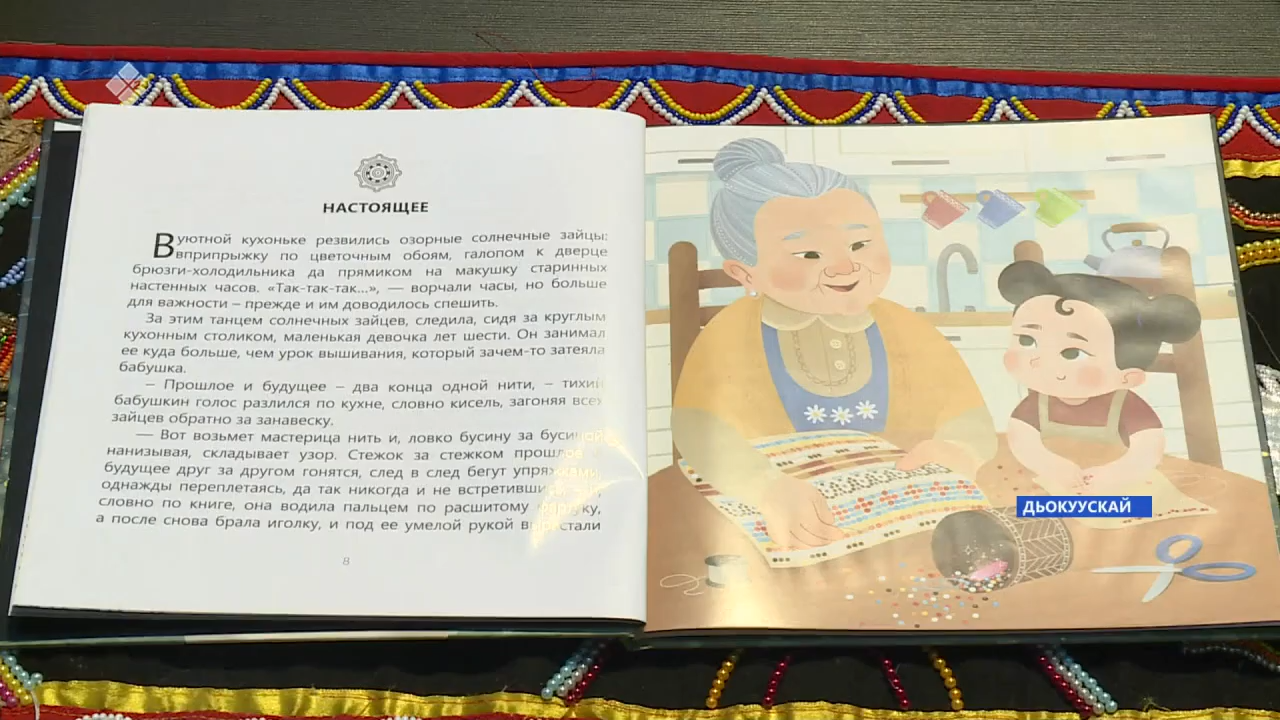 НАСТОЯЩЕЕ
В уютной кухоньке резвились озорные солнечные зайцы:
вприпрыжку по цветочным обоям, галопом к дверце
брюзги-холодильника да прямиком на макушку старинных
настенных часов. «Так-так-так...», — ворчали часы, но больше
для важности – прежде и им доводилось спешить.
За этим танцем солнечных зайцев, следила, сидя за круглым
кухонным столиком, маленькая девочка лет шести. Он занимал
ее куда больше, чем урок вышивания, который зачем-то затеяла
бабушка.
– Прошлое и будущее – два конца одной нити, – тихий
бабушкин голос разлился по кухне, словно кисель, загоняя всех
зайцев обратно за занавеску.
— Вот возьмет мастерица нить и, ловко бусину за бусиной
нанизывая, складывает узор. Стежок за стежком прошлое
будущее друг за другом гонятся, след в след бегут упряжками,
однажды переплетаясь, да так никогда и не
словно по книге, она водила пальцем по расшитому
а после снова брала иголку, и под ее умелой рукой
8
ДЬОКУУСКАЙ